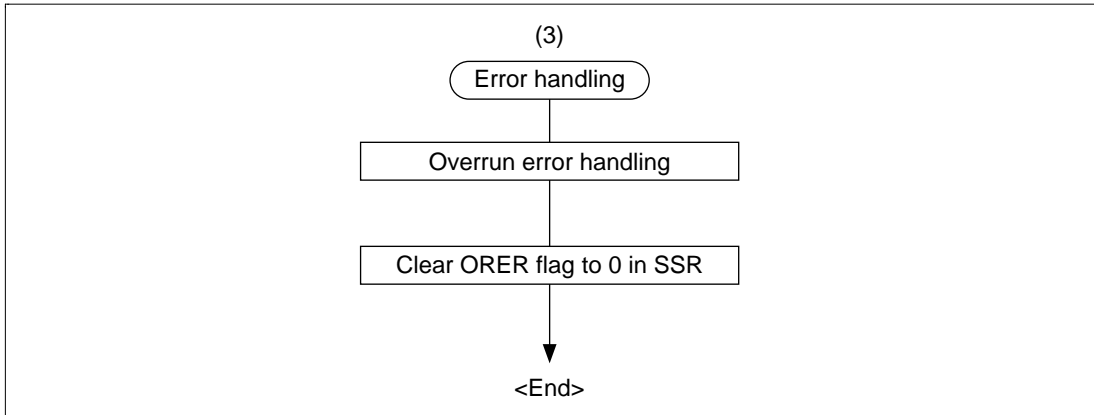 (3)
Error handling
Overrun error handling
Clear ORER flag to 0 in SSR
<End>